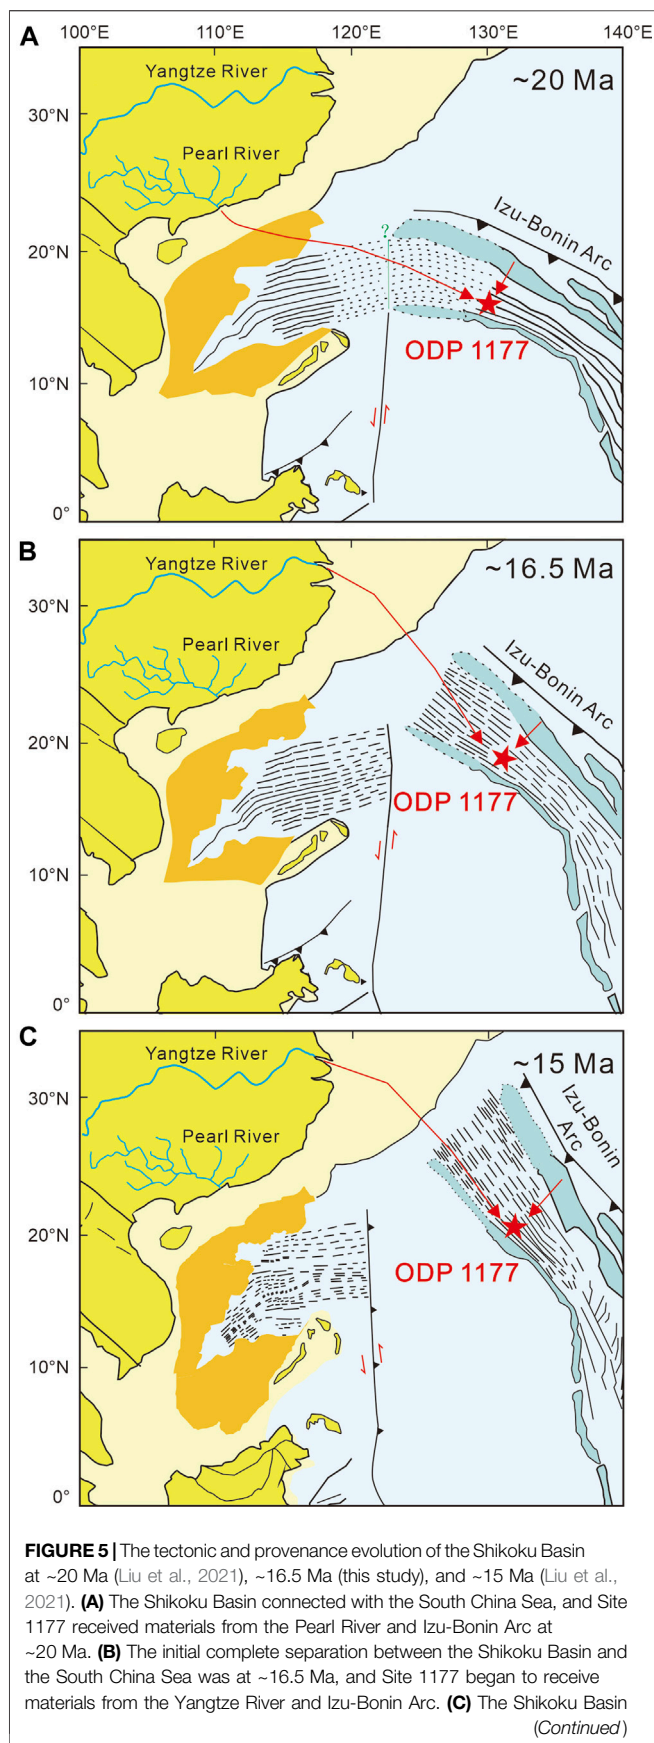 100°E 110°E 120°E 130°E 140°E
A
Yangtze River
~20 Ma
30°N
Pearl River
Izu-Bonin Arc
?
20°N
ODP 1177
10°N
0°
B
Yangtze River
~16.5 Ma
30°N
Pearl River
Izu-Bonin Arc
20°N
ODP 1177
10°N
0°
C
Yangtze River
~15 Ma
30°N
Izu-Bonin
Arc
Pearl River
20°N
ODP 1177
10°N
0°
FIGURE 5 | The tectonic and provenance evolution of the Shikoku Basin
at ~20 Ma (Liu et al., 2021), ~16.5 Ma (this study), and ~15 Ma (Liu et al.,
2021). (A) The Shikoku Basin connected with the South China Sea, and Site
1177 received materials from the Pearl River and Izu-Bonin Arc at
~20 Ma. (B) The initial complete separation between the Shikoku Basin and
the South China Sea was at ~16.5 Ma, and Site 1177 began to receive
materials from the Yangtze River and Izu-Bonin Arc. (C) The Shikoku Basin
(Continued)